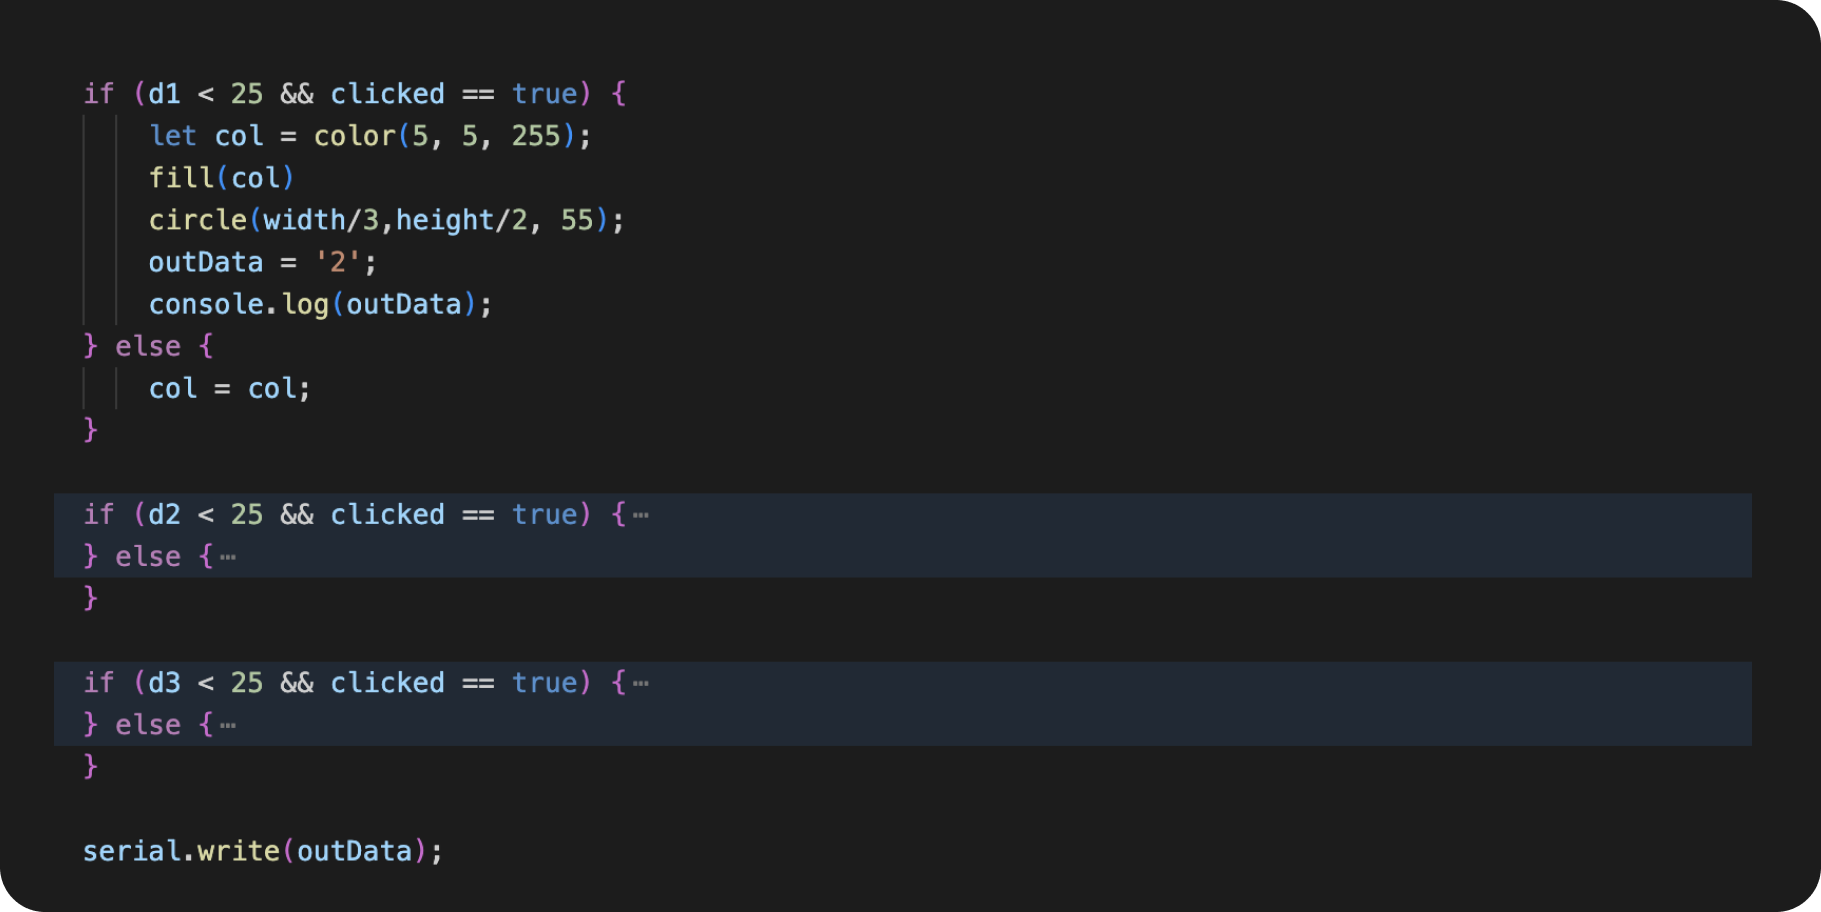 if (d1 < 25 && clicked == true) {
let col = color(5, 5, 255);
fill(col)
circle(width/3,height/2, 55);
outData = '2';
console.log(outData);
} else {
col = col;
}
if (d2 < 25 && clicked == true) {⋯
} else {⋯
}
if (d3 < 25 && clicked == true) {⋯
} else {⋯
}
serial.write(outData);